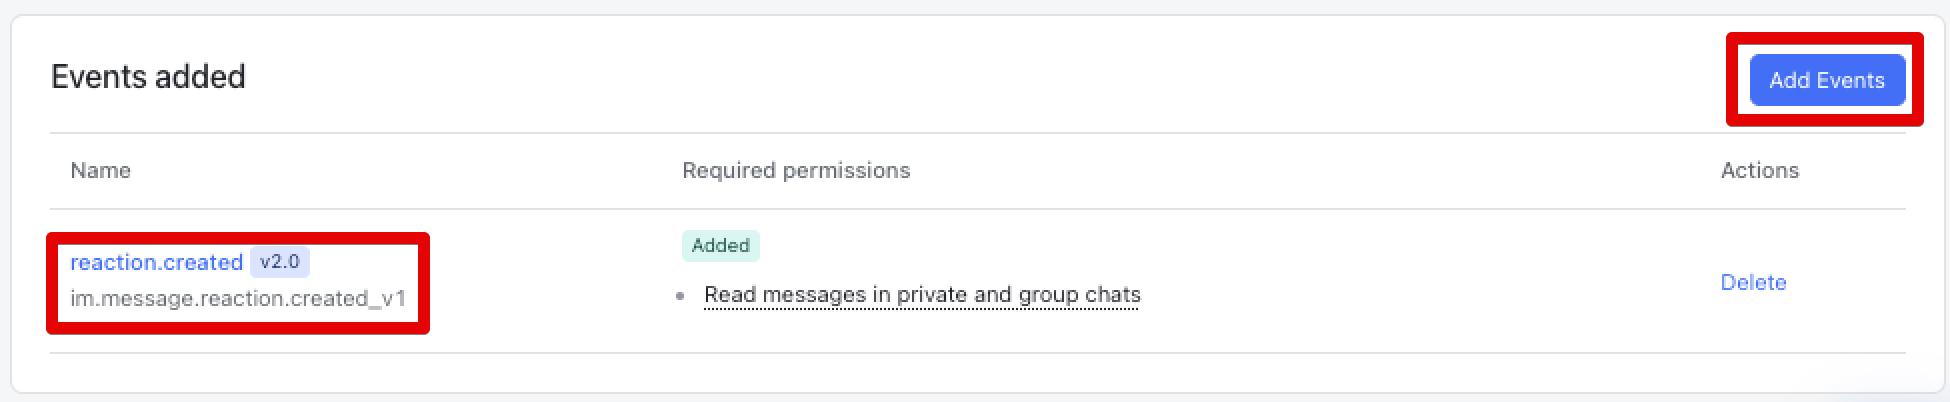 Events added
Add Events
Name
Required permissions
Actions
reaction.created v2.0
im.message.reaction.created_v1
Added
Read messages in private and group chats
Delete